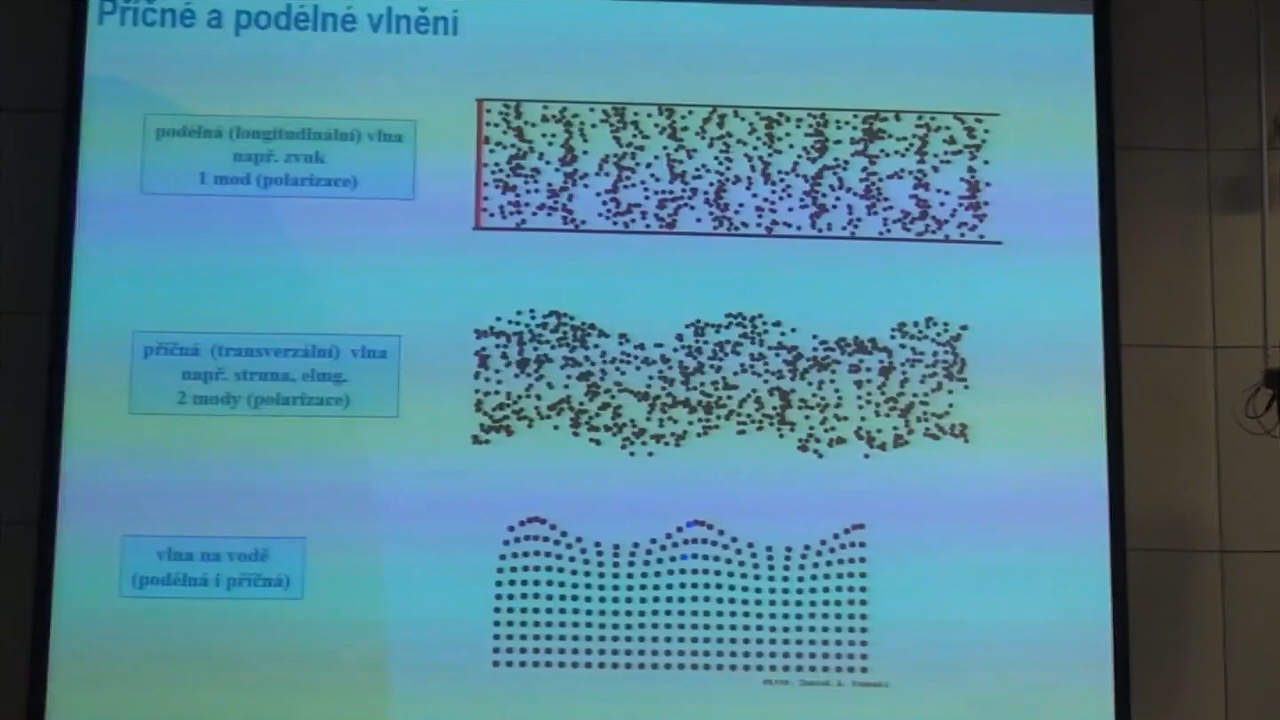 Příčné a podélné vlnění
podélná (longitudinální) vlna
např. zvuk
1 mod (polarizace)
příčná (transverzální) vlna
např. struna, elmg.
2 mody (polarizace)
vlna na vodě
(podélná i příčná)